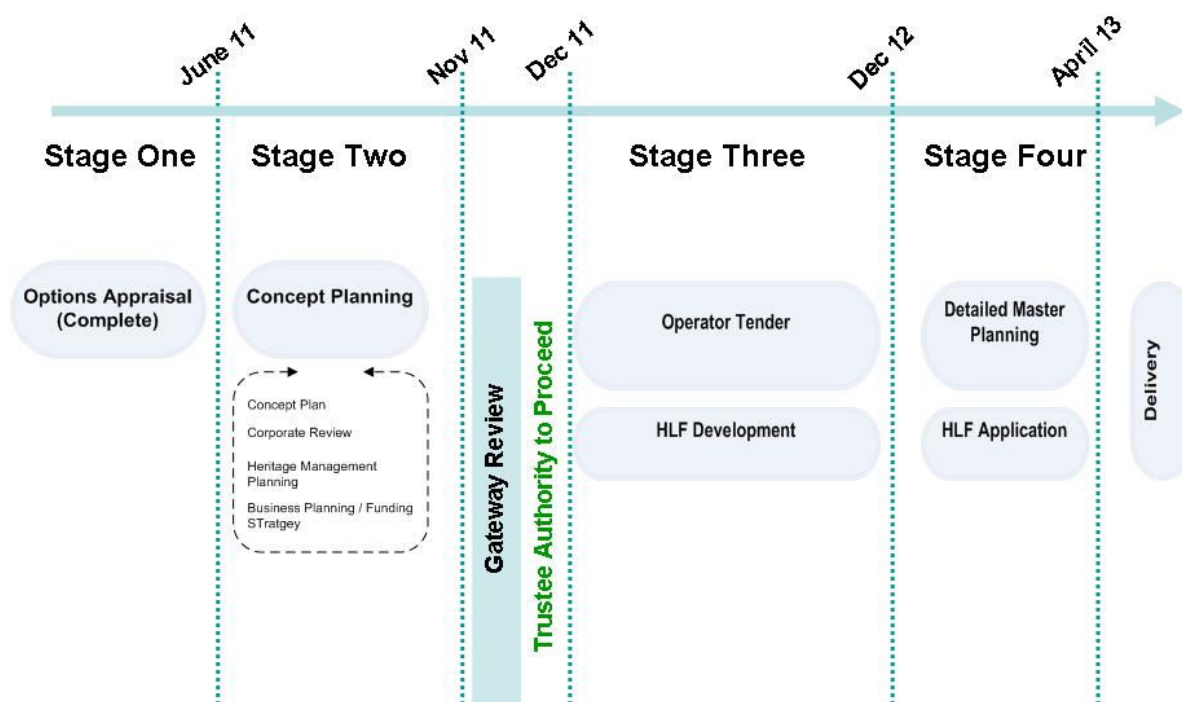 June 11
Nov 11
Dec 11
Dec 12
April 13
Stage One
Stage Two
Stage Three
Stage Four
Options Appraisal
(Complete)
Concept Planning
Concept Plan
Corporate Review
Heritage Management
Planning
Business Planning / Funding
STratgey
Gateway Review
Trustee Authority to Proceed
Operator Tender
HLF Development
Detailed Master
Planning
HLF Application
Delivery